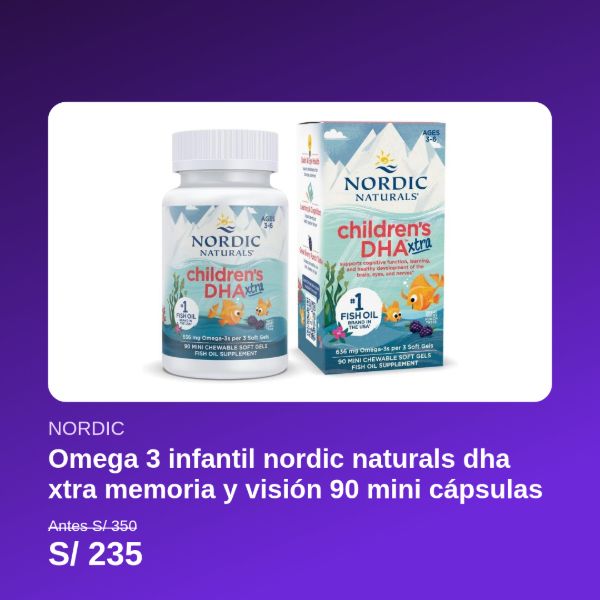 NORDIC
NATURALS®
AGES
3-6
children's
DHA xtra
#1
FISH OIL
BRAND IN
THE USA
636 mg Omega-3s per 3 Soft Gels
90 MINI CHEWABLE SOFT GELS
FISH OIL SUPPLEMENT
AGES
3-6
NORDIC
NATURALS®
children's
DHA xtra
supports cognitive function, learning,
and healthy development of the
brain, eyes, and nerves*
#1
FISH OIL
BRAND IN
THE USA
636 mg Omega-3s per 3 Soft Gels
90 MINI CHEWABLE SOFT GELS
FISH OIL SUPPLEMENT
NORDIC
Omega 3 infantil nordic naturals dha
xtra memoria y visión 90 mini cápsulas
Antes S/ 350
S/ 235